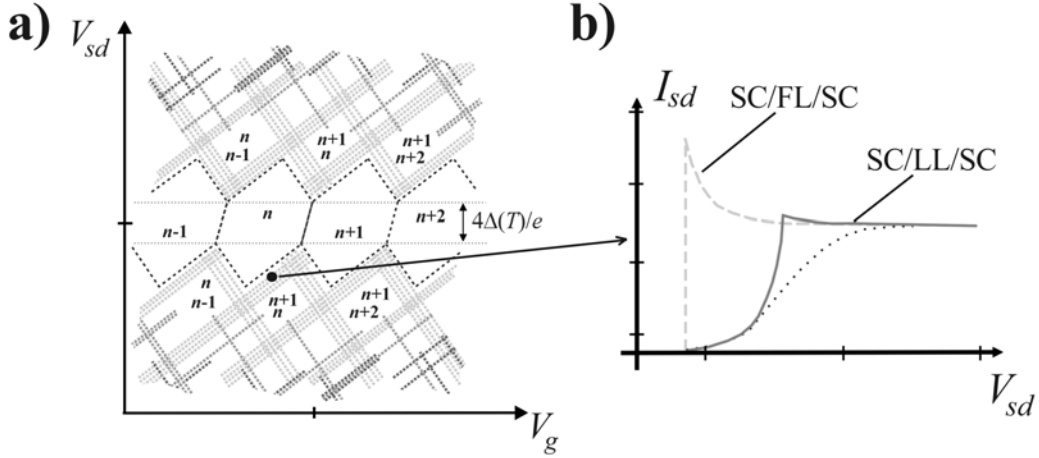 a)
V_sd
n
n-1
n+1
n
n+1
n+2
n-1
n
n+1
n+2
4Δ(T)/e
n
n-1
n+1
n
n+1
n+2
V_g
b)
I_sd
SC/FL/SC
SC/LL/SC
V_sd